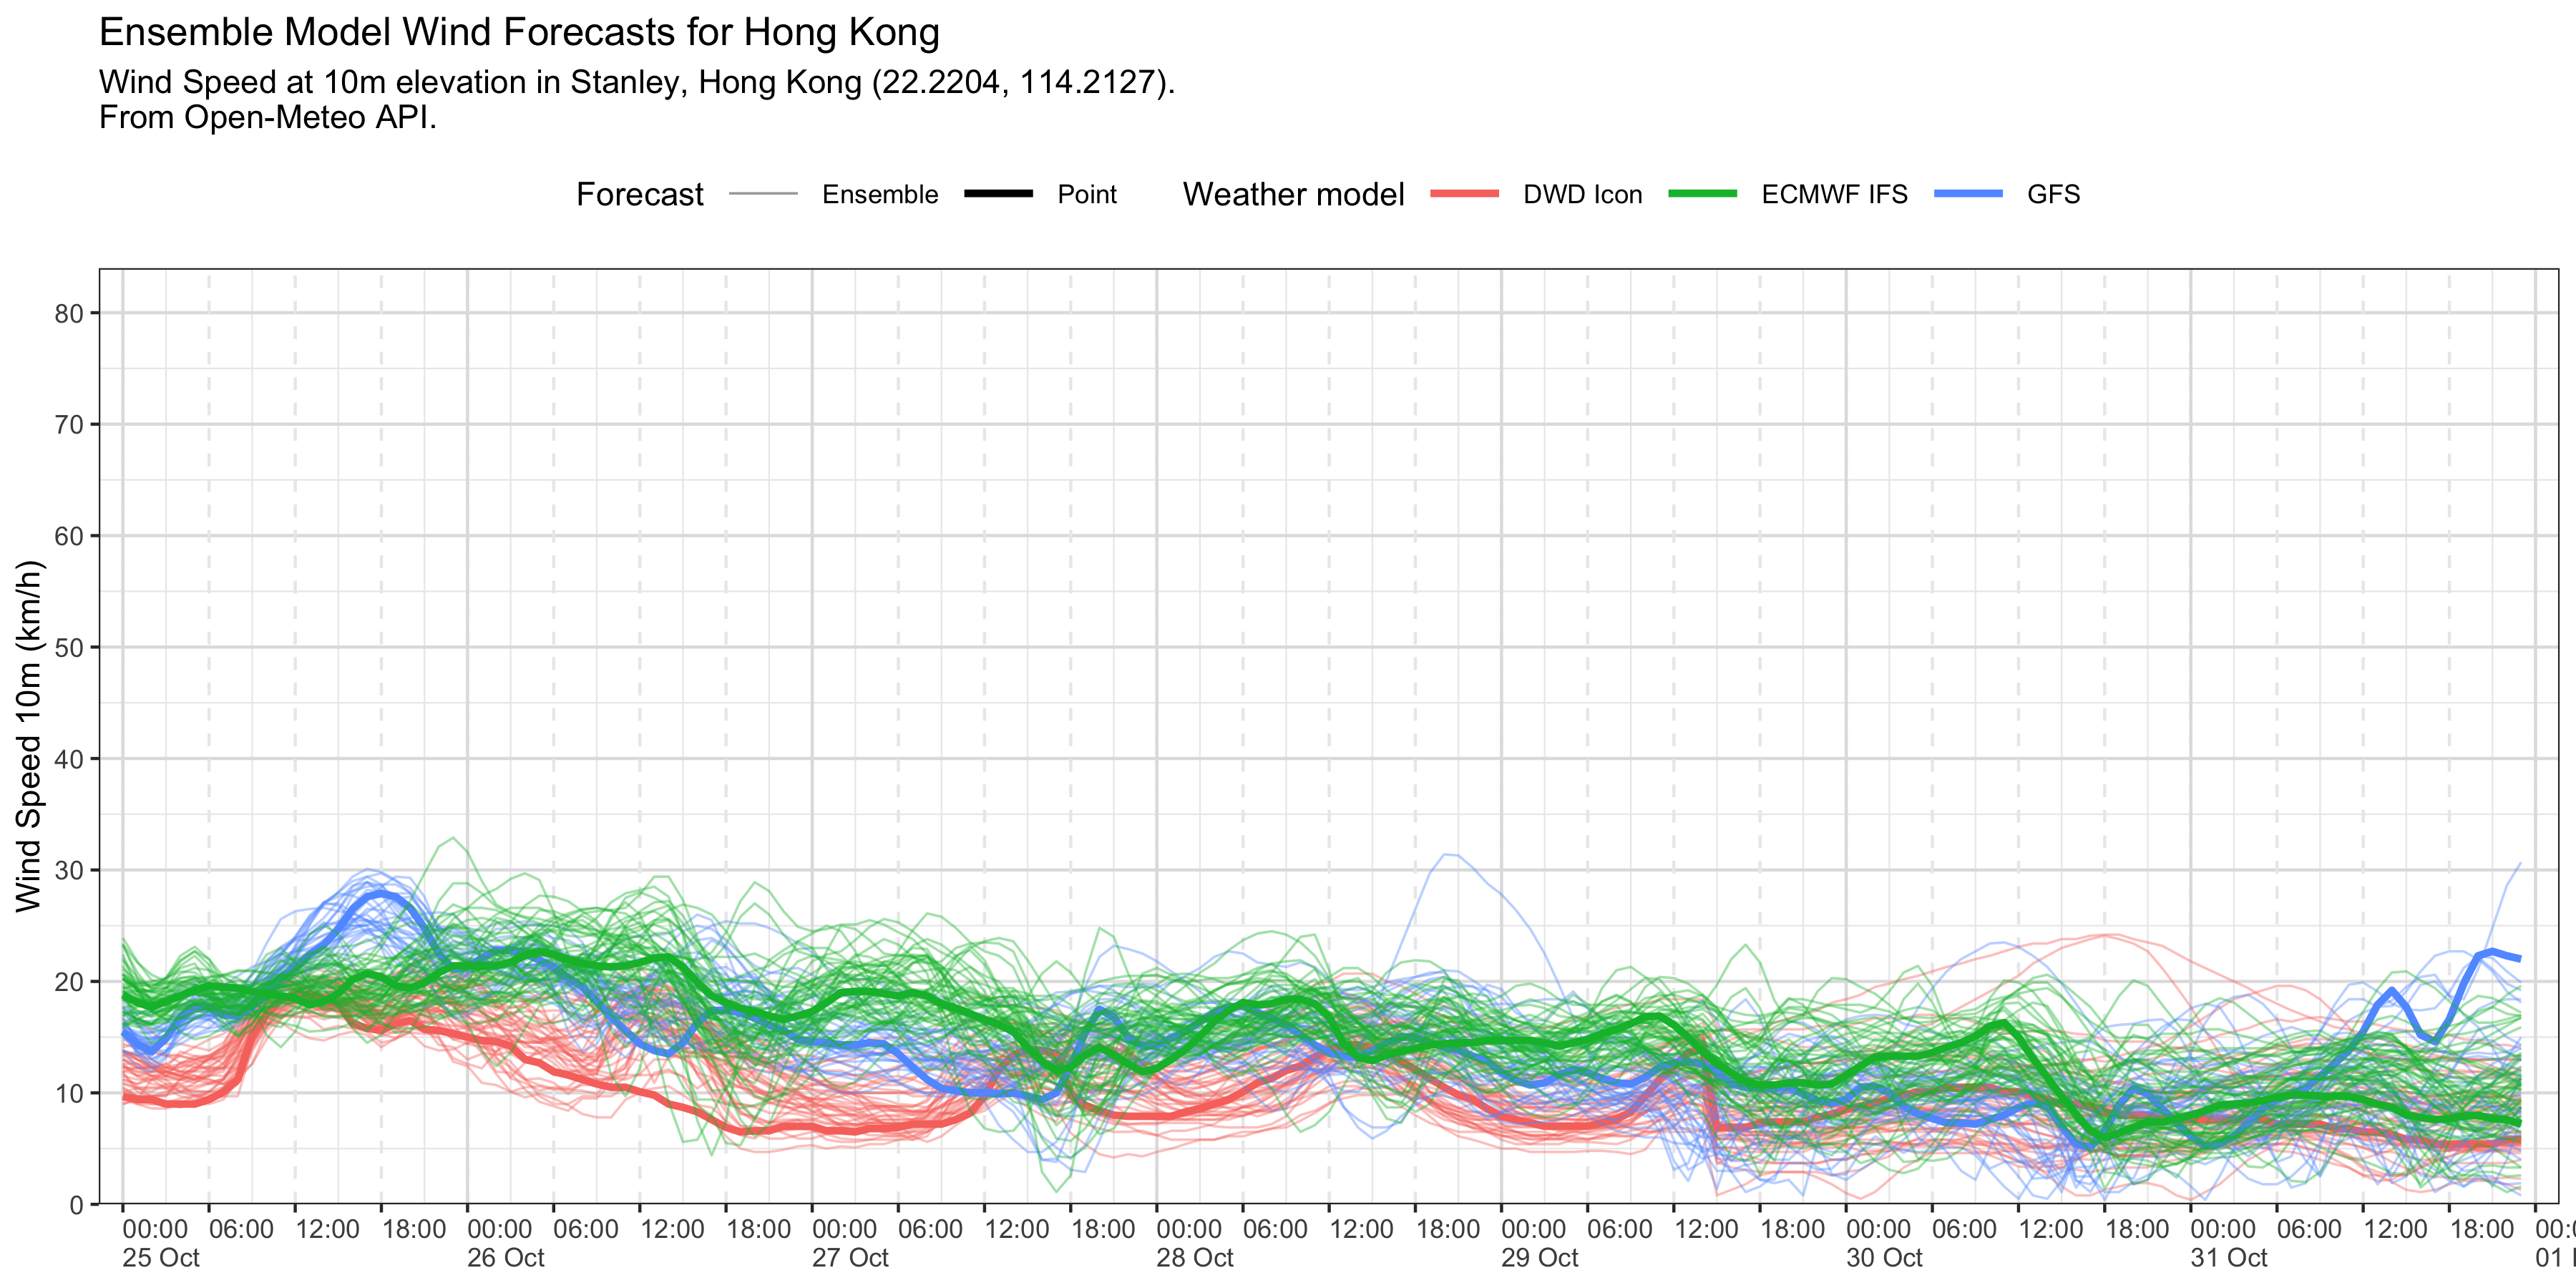 Ensemble Model Wind Forecasts for Hong Kong
Wind Speed at 10m elevation in Stanley, Hong Kong (22.2204, 114.2127).
From Open-Meteo API.
Forecast Ensemble Point Weather model DWD Icon ECMWF IFS GFS
Wind Speed 10m (km/h)
80
70
60
50
40
30
20
10
0
00:00 06:00 12:00 18:00 00:00 06:00 12:00 18:00 00:00 06:00 12:00 18:00 00:00 06:00 12:00 18:00 00:00 06:00 12:00 18:00 00:00 06:00 12:00 18:00 00:00 06:00 12:00 18:00
25 Oct 26 Oct 27 Oct 28 Oct 29 Oct 30 Oct 31 Oct 01